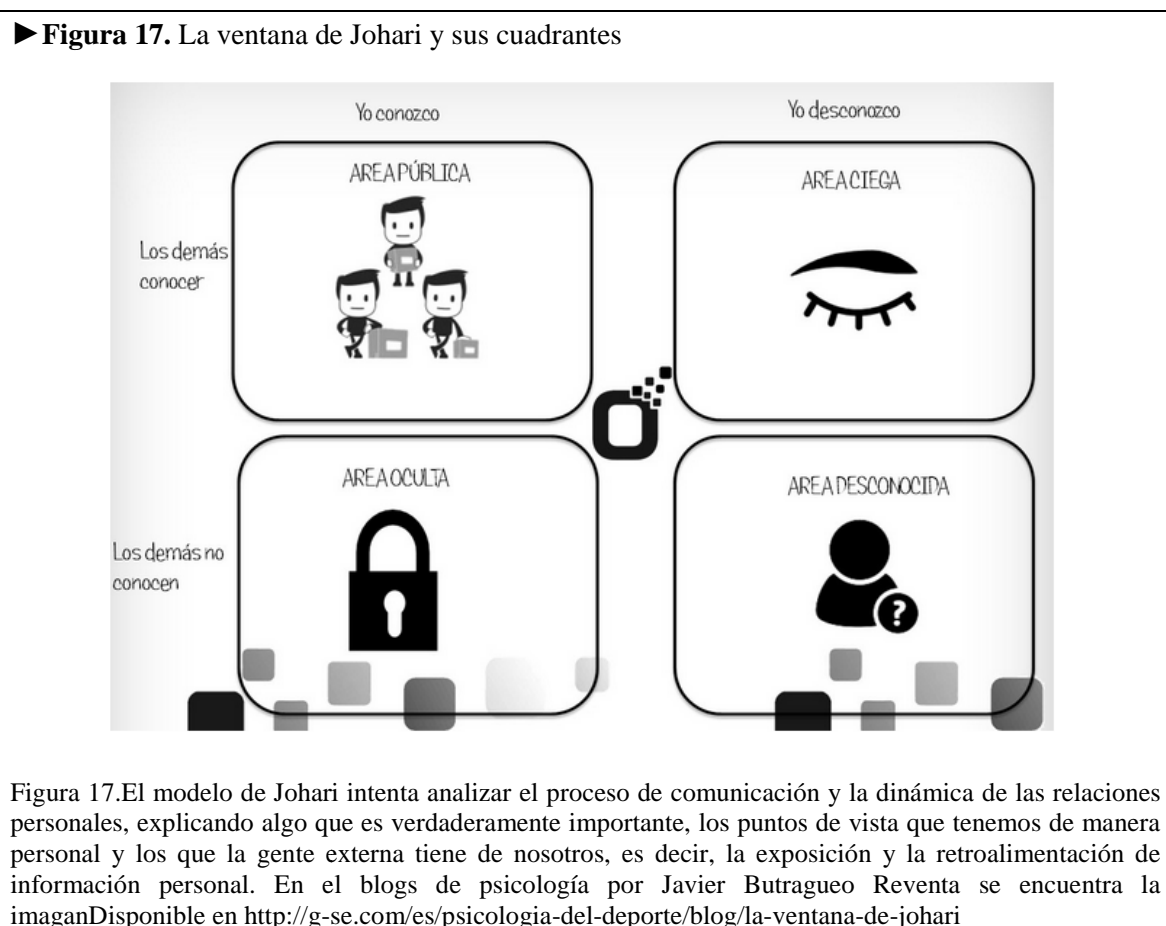 ►Figura 17. La ventana de Johari y sus cuadrantes
Yo conozco
Yo desconozco
AREA PÚBLICA
AREA CIEGA
Los demás
conocer
AREA OCULTA
AREA DESCONOCIDA
Los demás no
conocen
?
Figura 17.El modelo de Johari intenta analizar el proceso de comunicación y la dinámica de las relaciones
personales, explicando algo que es verdaderamente importante, los puntos de vista que tenemos de manera
personal y los que la gente externa tiene de nosotros, es decir, la exposición y la retroalimentación de
información personal. En el blogs de psicología por Javier Butragueo Reventa se encuentra la
imaganDisponible en http://g-se.com/es/psicologia-del-deporte/blog/la-ventana-de-johari